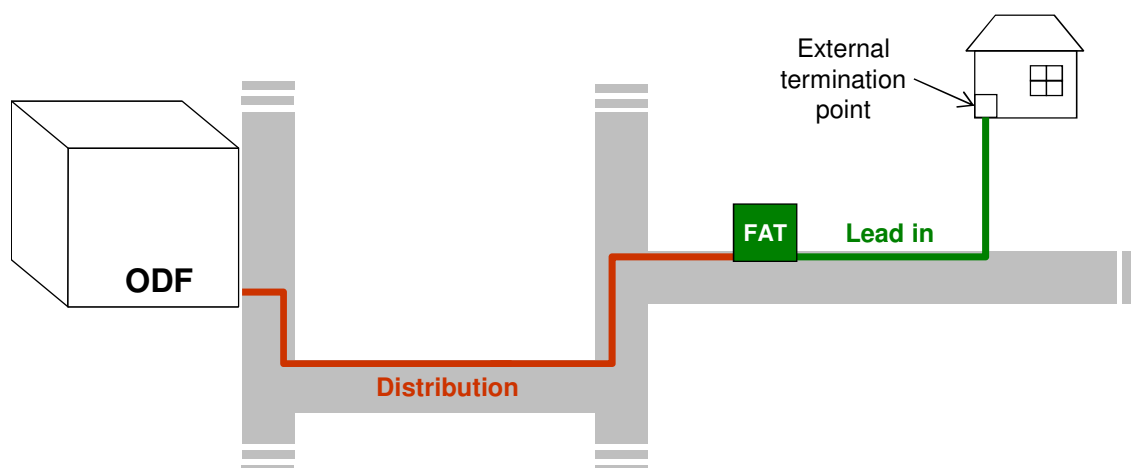 External
termination
point
FAT
Lead in
ODF
Distribution